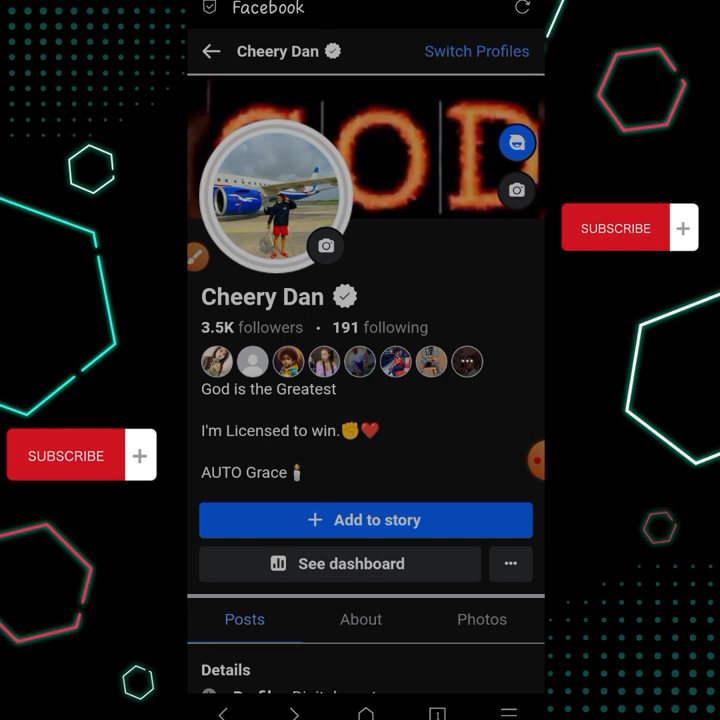 Facebook
Cheery Dan
Switch Profiles
GOD
SUBSCRIBE +
Cheery Dan
3.5K followers • 191 following
God is the Greatest
I'm Licensed to win.✊❤️
AUTO Grace🕯️
SUBSCRIBE +
+ Add to story
See dashboard
Posts About Photos
Details
1